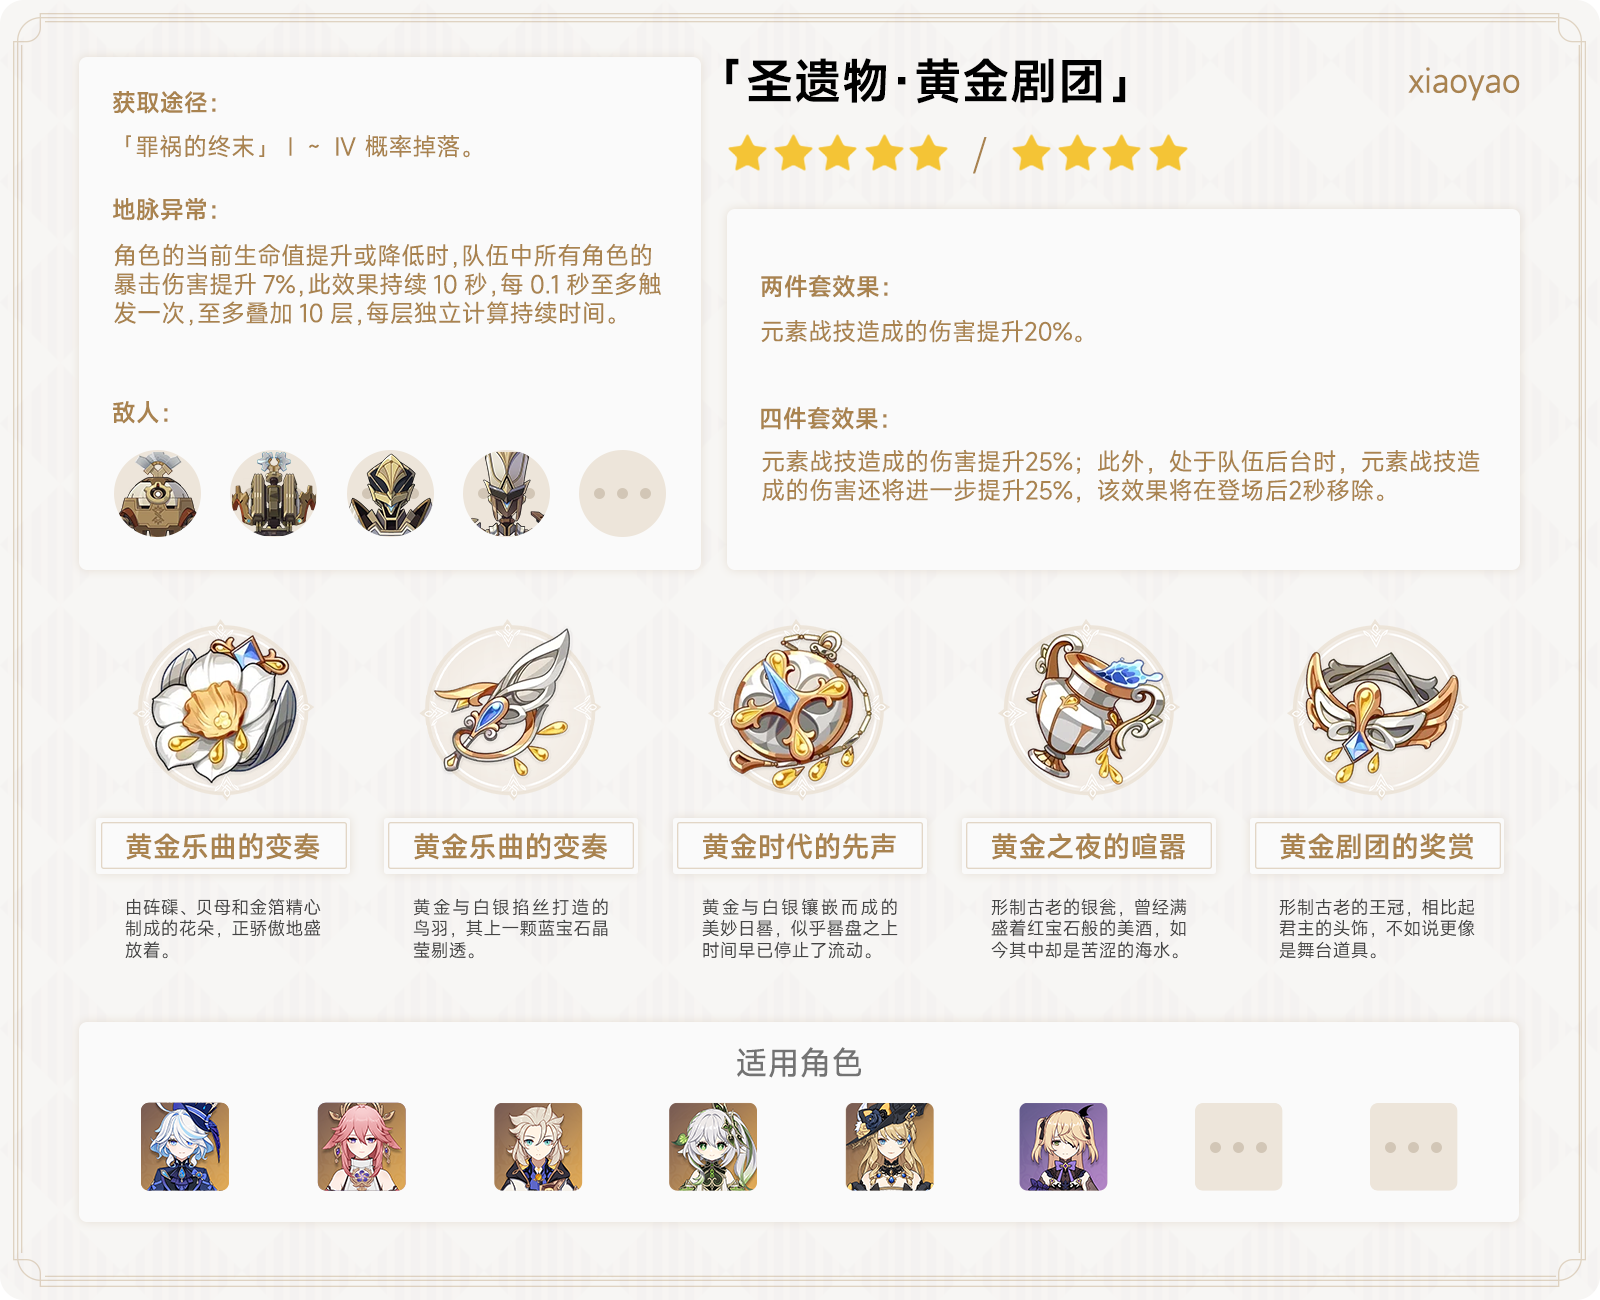 「圣遗物·黄金剧团」
xiaoyao
/
获取途径：
「罪祸的终末」Ⅰ ~ Ⅳ 概率掉落。
地脉异常：
角色的当前生命值提升或降低时，队伍中所有角色的
暴击伤害提升 7%，此效果持续 10 秒，每 0.1 秒至多触
发一次，至多叠加 10 层，每层独立计算持续时间。
敌人：
两件套效果：
元素战技造成的伤害提升20%。
四件套效果：
元素战技造成的伤害提升25%；此外，处于队伍后台时，元素战技造
成的伤害还将进一步提升25%，该效果将在登场后2秒移除。
黄金乐曲的变奏
由砗磲、贝母和金箔精心
制成的花朵，正骄傲地盛
放着。
黄金乐曲的变奏
黄金与白银掐丝打造的
鸟羽，其上一颗蓝宝石晶
莹剔透。
黄金时代的先声
黄金与白银镶嵌而成的
美妙日晷，似乎晷盘之上
时间早已停止了流动。
黄金之夜的喧嚣
形制古老的银瓮，曾经满
盛着红宝石般的美酒，如
今其中却是苦涩的海水。
黄金剧团的奖赏
形制古老的王冠，相比起
君主的头饰，不如说更像
是舞台道具。
适用角色